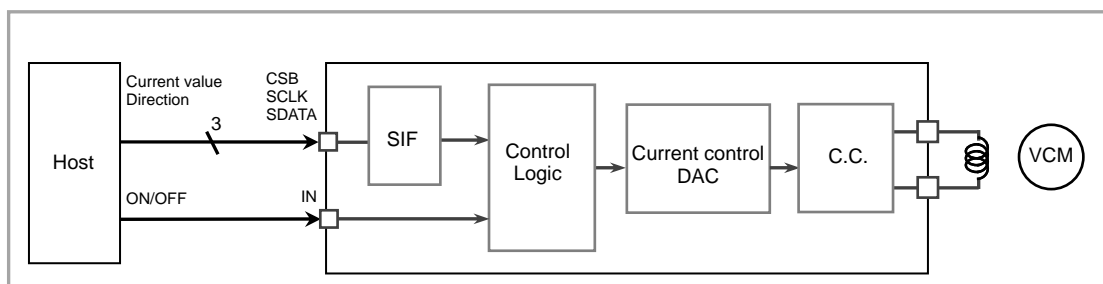 Host
Current value
Direction
3
CSB
SCLK
SDATA
ON/OFF
IN
SIF
Control
Logic
Current control
DAC
C.C.
VCM